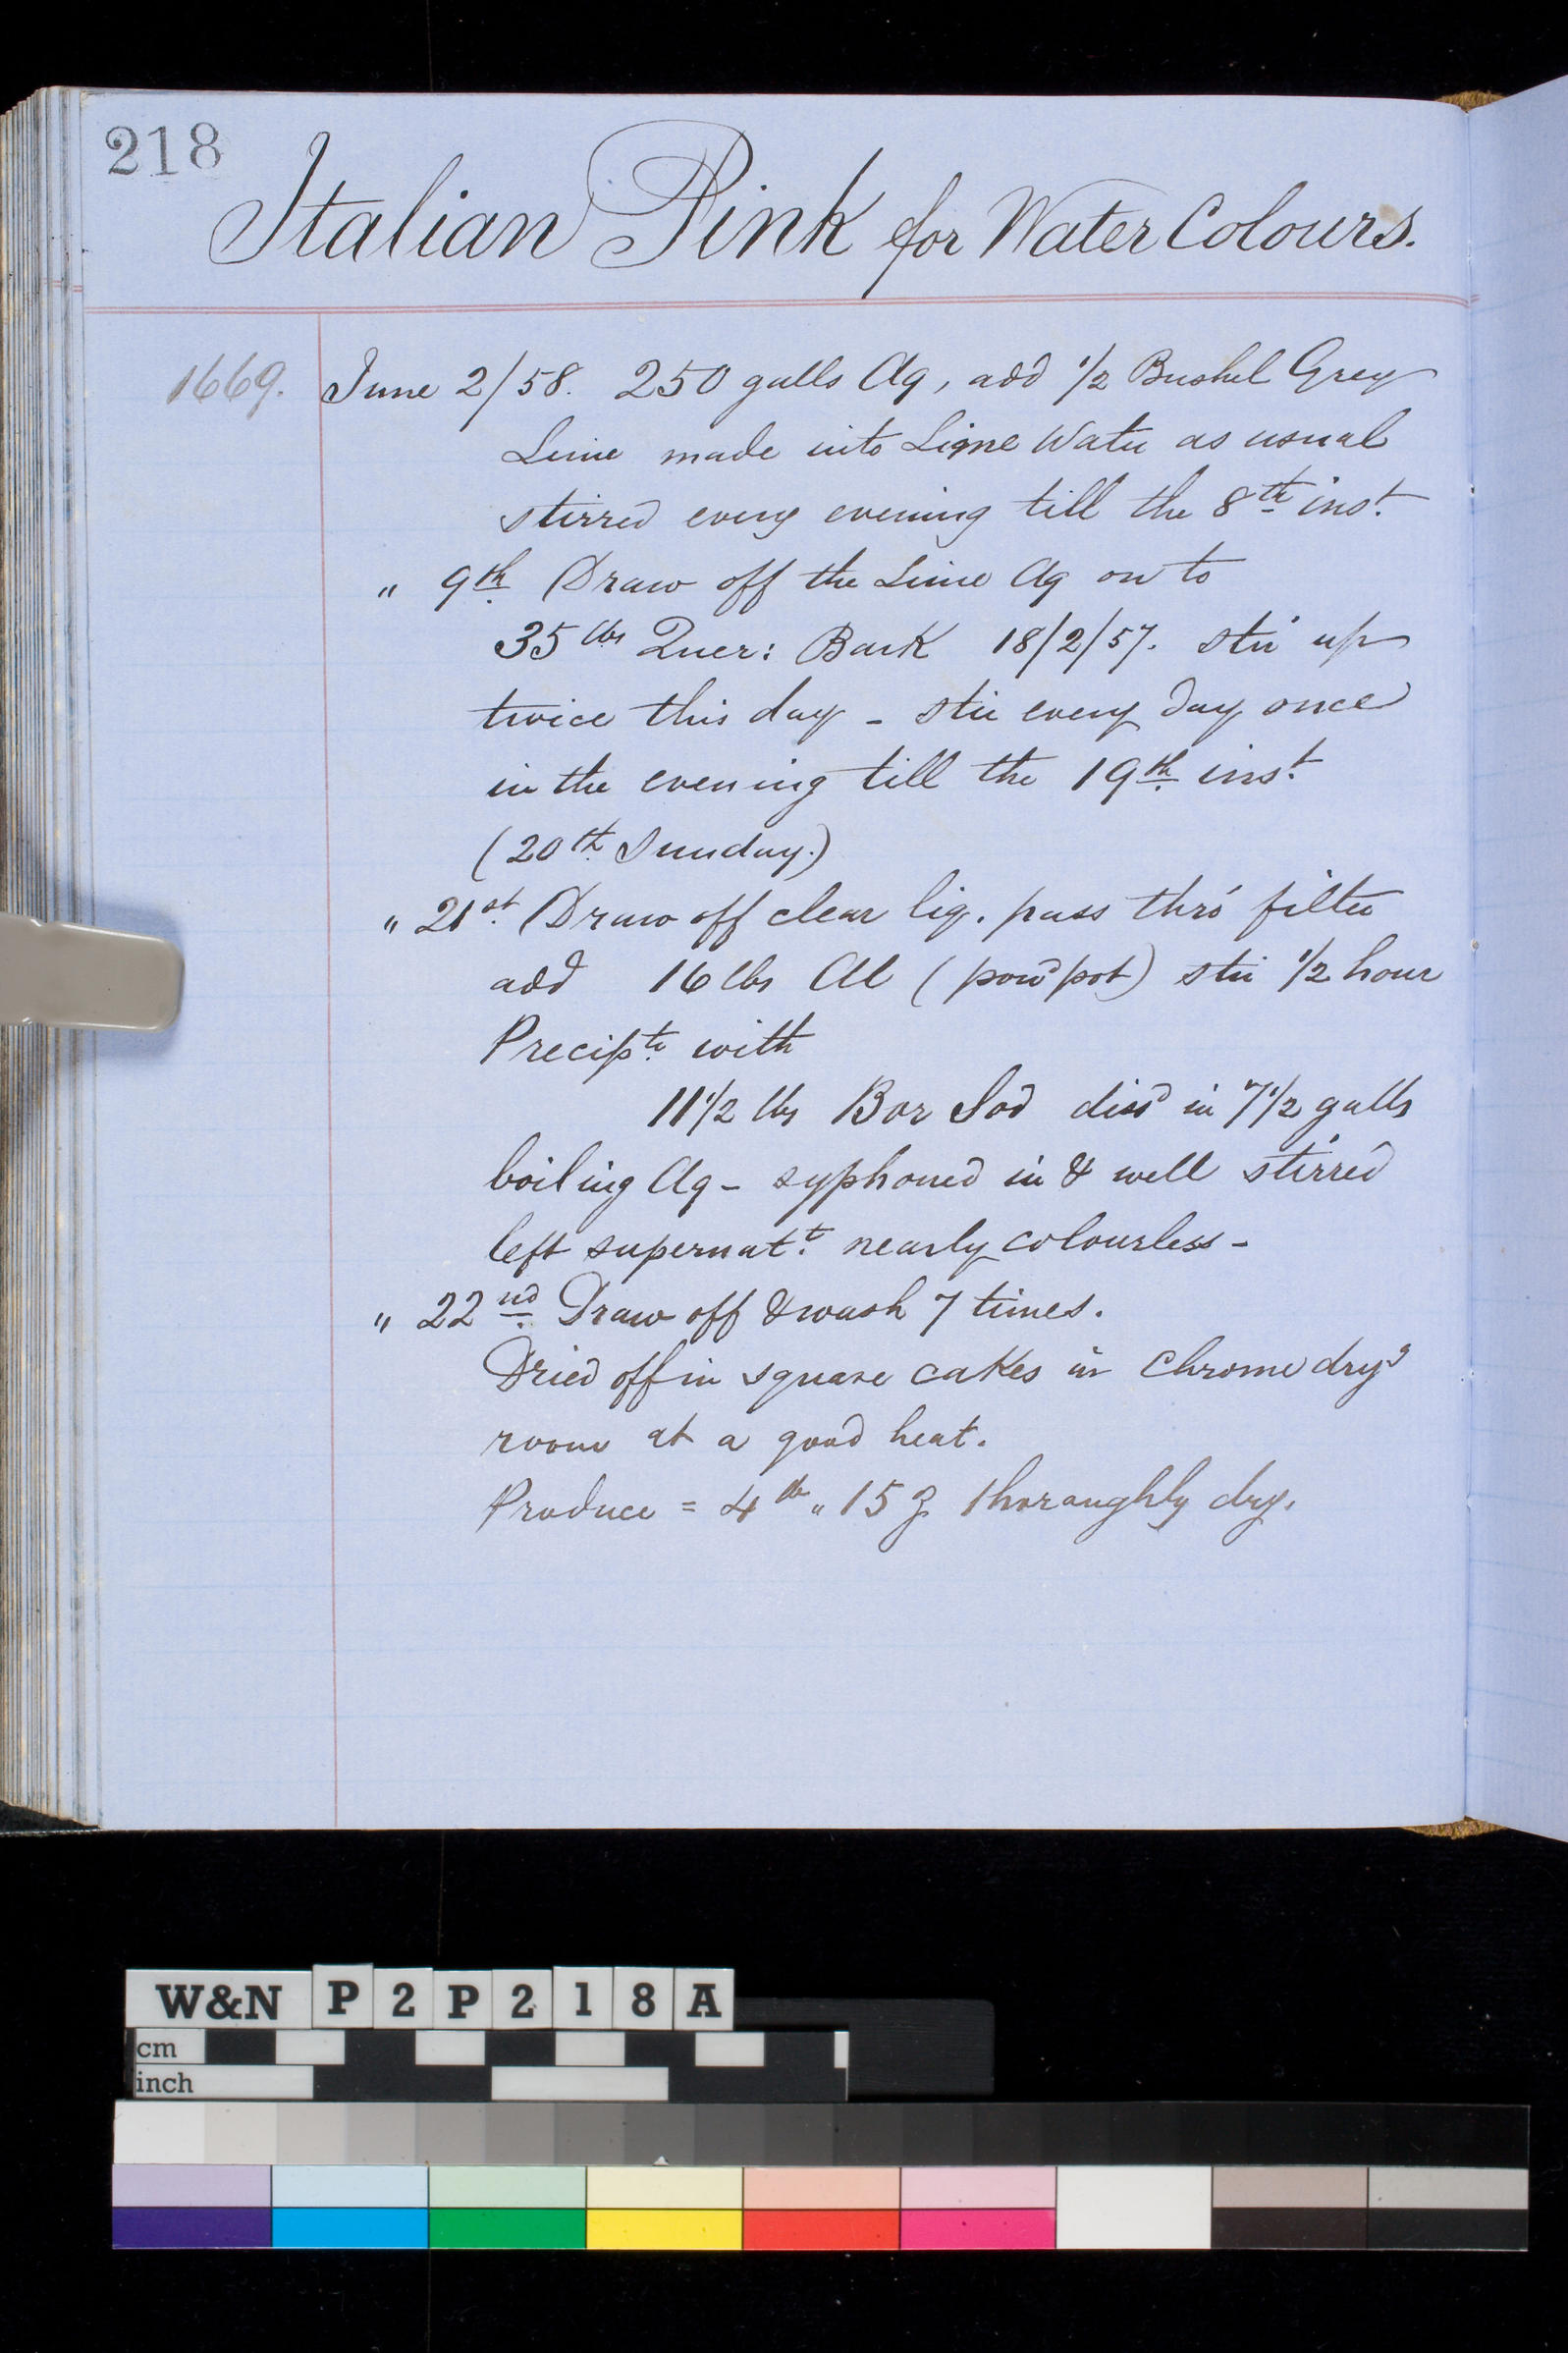 218
Italian Pink for Water Colours.
1669. June 2/58. 250 galls Aq, add 1/2 Bushel Grey
Lime made into Lime Water as usual
stirred every evening till the 8th inst.
" 9th Draw off the Lime Aq on to
35 lbs Quer: Bark 18/2/57. stir up
twice this day - stir every day once
in the evening till the 19th inst
(20th Sunday.)
" 21st Draw off clear liq. pass thro' filter
add 16 lbs Al (powd pot) stir 1/2 hour
Precipte with
11 1/2 lbs Bor Sod dissd in 7 1/2 galls
boiling Aq - syphoned in & well stirred
left supernatt. nearly colourless -
" 22nd Draw off & wash 7 times.
Dried off in square cakes in Chrome dryg
room at a good heat.
Produce = 4 lb " 15 ℥ thoroughly dry.
W&N P2P218A
cm
inch